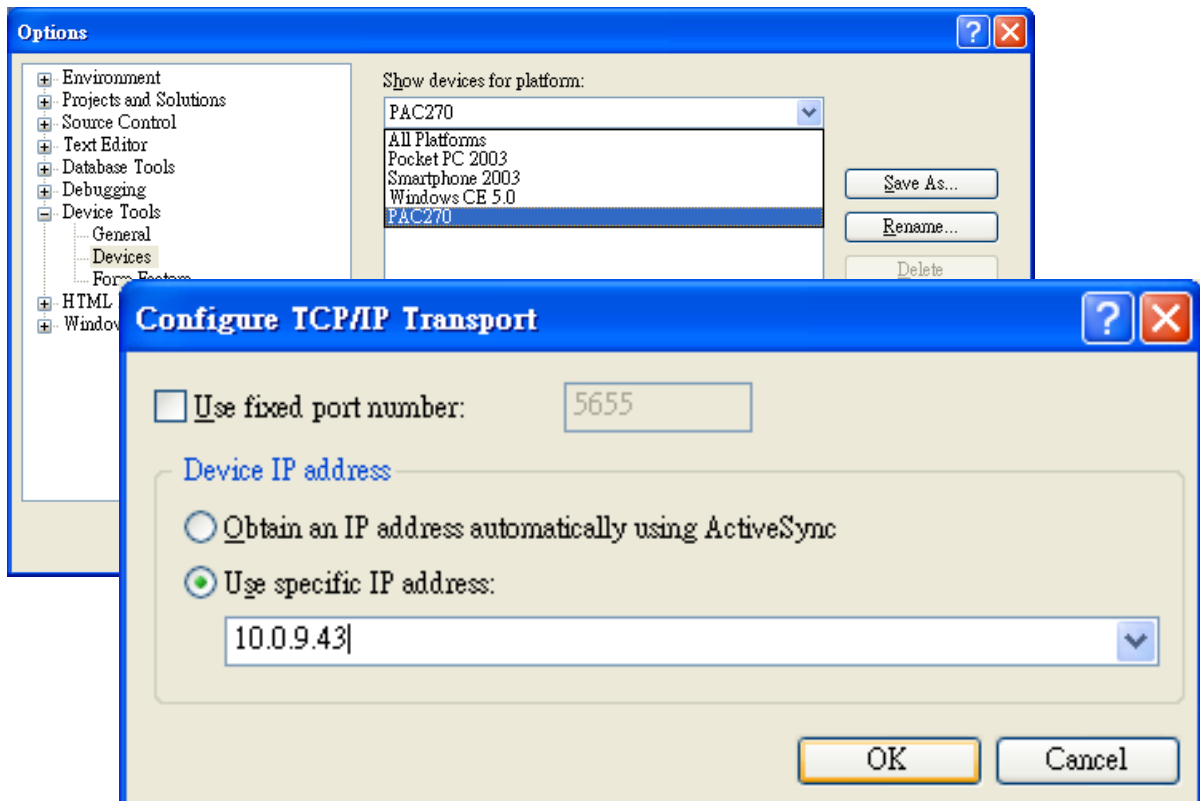 Options
Environment
Projects and Solutions
Source Control
Text Editor
Database Tools
Debugging
Device Tools
General
Devices
Form Factors
HTML
Window
Show devices for platform:
PAC270
All Platforms
Pocket PC 2003
Smartphone 2003
Windows CE 5.0
PAC270
Save As...
Rename...
Delete
Configure TCP/IP Transport
Use fixed port number:
5655
Device IP address
Obtain an IP address automatically using ActiveSync
Use specific IP address:
10.0.9.43
OK
Cancel